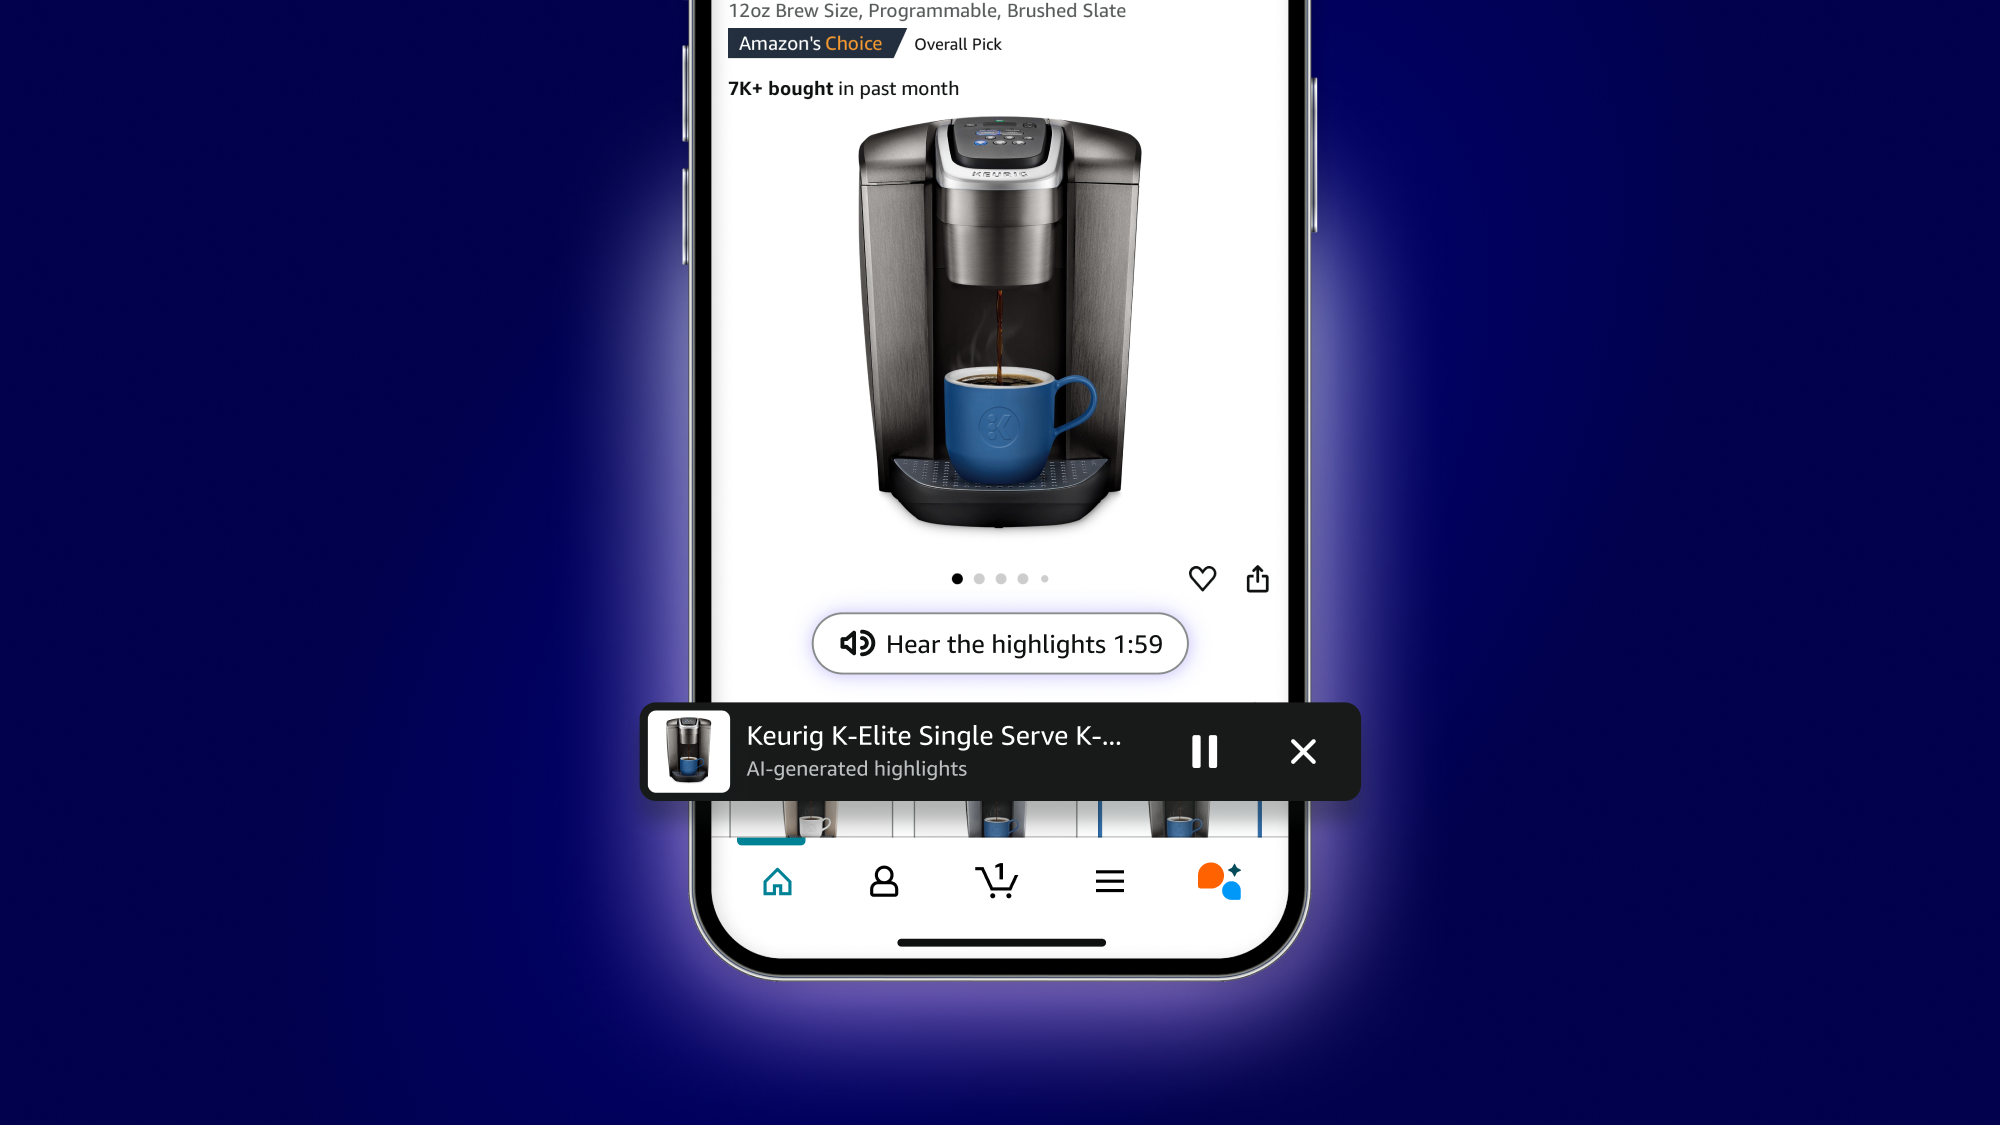 12oz Brew Size, Programmable, Brushed Slate
Amazon's Choice Overall Pick
7K+ bought in past month
KEURIG
K
Hear the highlights 1:59
Keurig K-Elite Single Serve K-...
AI-generated highlights
1